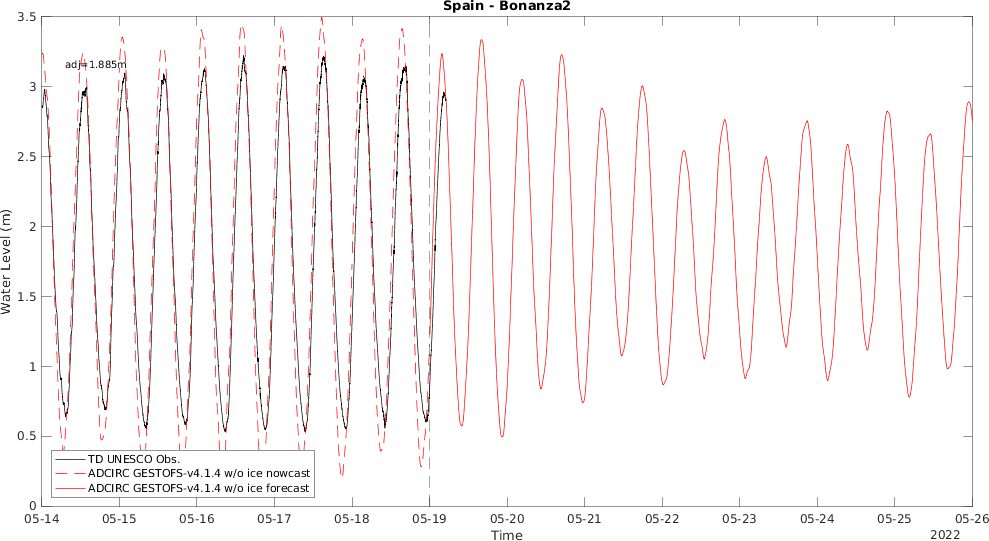 Spain - Bonanza2
adj=1.885m
Water Level (m)
3.5
3
2.5
2
1.5
1
0.5
0
TD UNESCO Obs.
ADCIRC GESTOFS-v4.1.4 w/o ice nowcast
ADCIRC GESTOFS-v4.1.4 w/o ice forecast
05-14 05-15 05-16 05-17 05-18 05-19 05-20 05-21 05-22 05-23 05-24 05-25 05-26
Time
2022